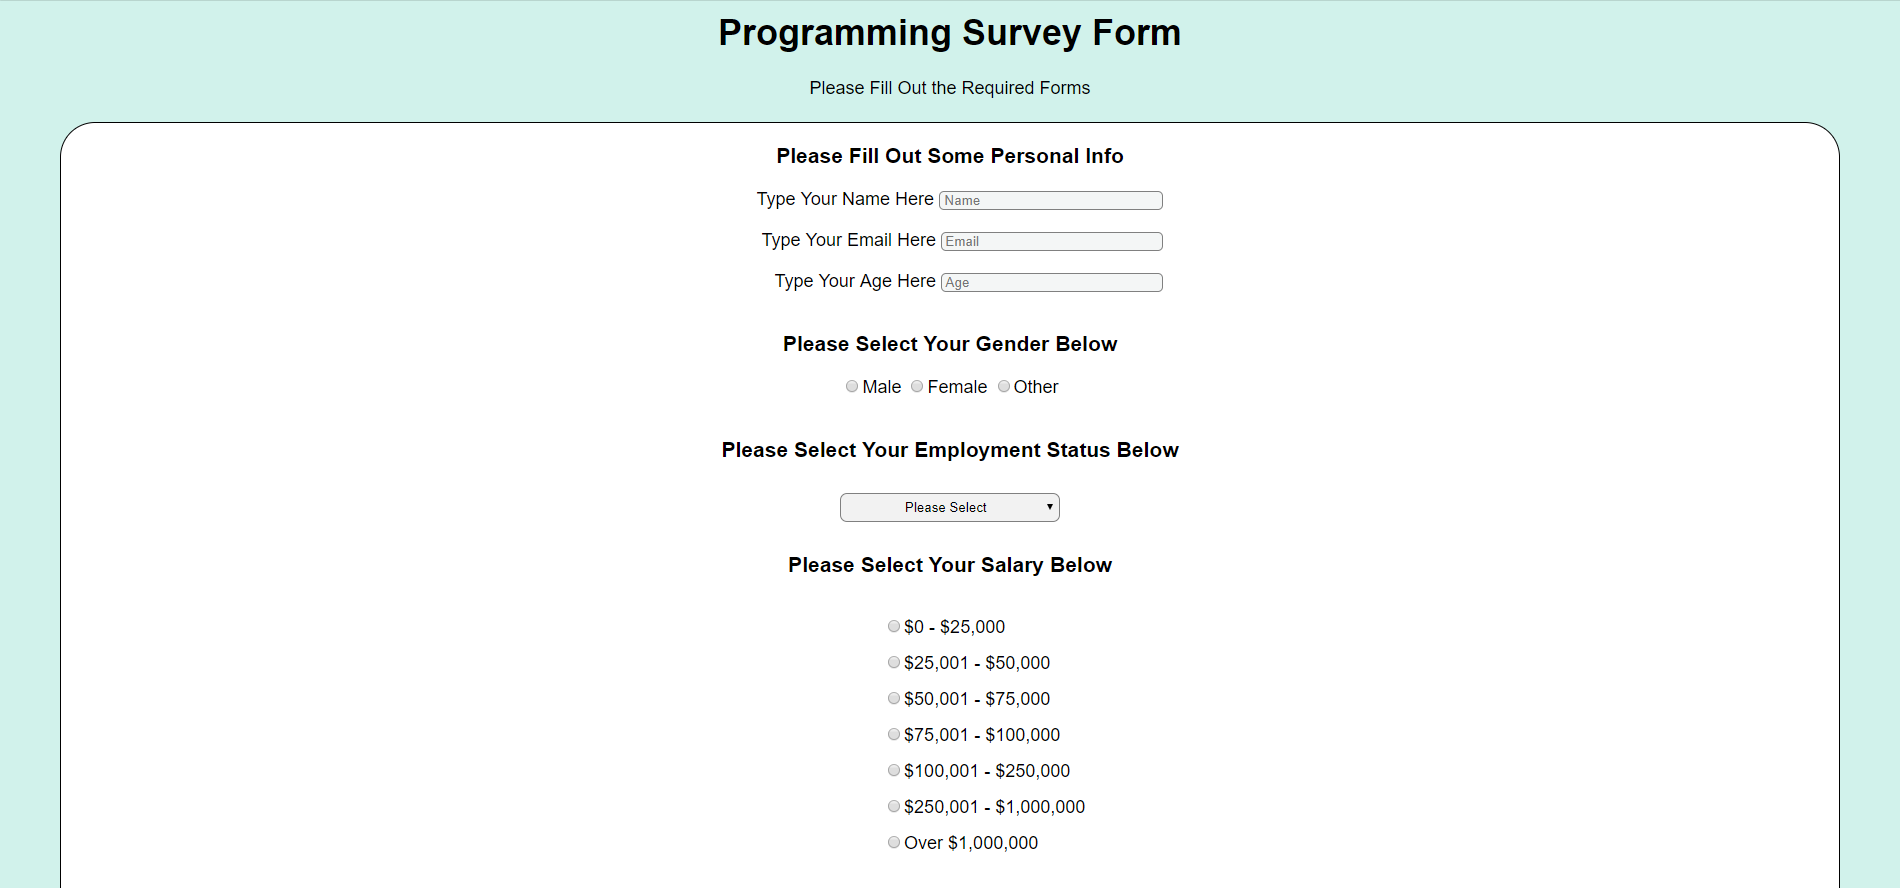 Programming Survey Form
Please Fill Out the Required Forms
Please Fill Out Some Personal Info
Type Your Name Here Name
Type Your Email Here Email
Type Your Age Here Age
Please Select Your Gender Below
Male Female Other
Please Select Your Employment Status Below
Please Select
Please Select Your Salary Below
$0 - $25,000
$25,001 - $50,000
$50,001 - $75,000
$75,001 - $100,000
$100,001 - $250,000
$250,001 - $1,000,000
Over $1,000,000